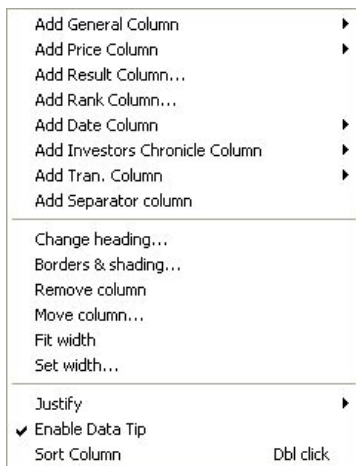 Add General Column
Add Price Column
Add Result Column...
Add Rank Column...
Add Date Column
Add Investors Chronicle Column
Add Tran. Column
Add Separator column
Change heading...
Borders & shading...
Remove column
Move column...
Fit width
Set width...
Justify
Enable Data Tip
Sort Column Dbl click